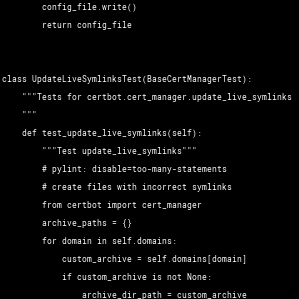 config_file.write()
return config_file
class UpdateLiveSymlinksTest(BaseCertManagerTest):
"""Tests for certbot.cert_manager.update_live_symlinks
"""
def test_update_live_symlinks(self):
"""Test update_live_symlinks"""
# pylint: disable=too-many-statements
# create files with incorrect symlinks
from certbot import cert_manager
archive_paths = {}
for domain in self.domains:
custom_archive = self.domains[domain]
if custom_archive is not None:
archive_dir_path = custom_archive